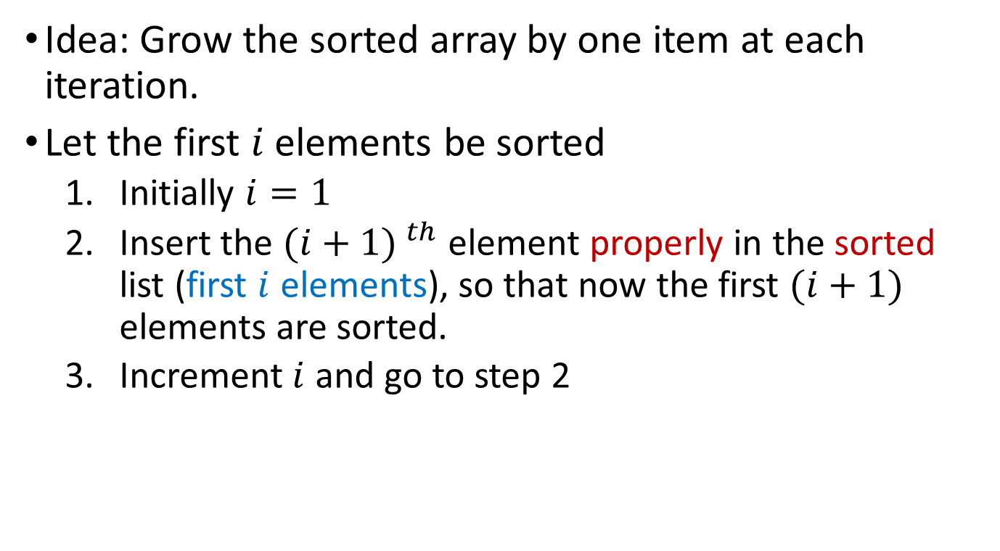 • Idea: Grow the sorted array by one item at each
iteration.
• Let the first 𝑖 elements be sorted
1. Initially 𝑖 = 1
2. Insert the (𝑖 + 1) 𝑡ℎ element properly in the sorted
list (first 𝑖 elements), so that now the first (𝑖 + 1)
elements are sorted.
3. Increment 𝑖 and go to step 2